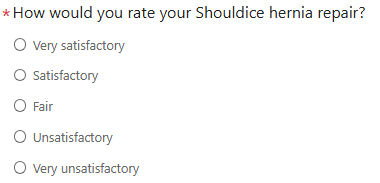 * How would you rate your Shouldice hernia repair?
Very satisfactory
Satisfactory
Fair
Unsatisfactory
Very unsatisfactory